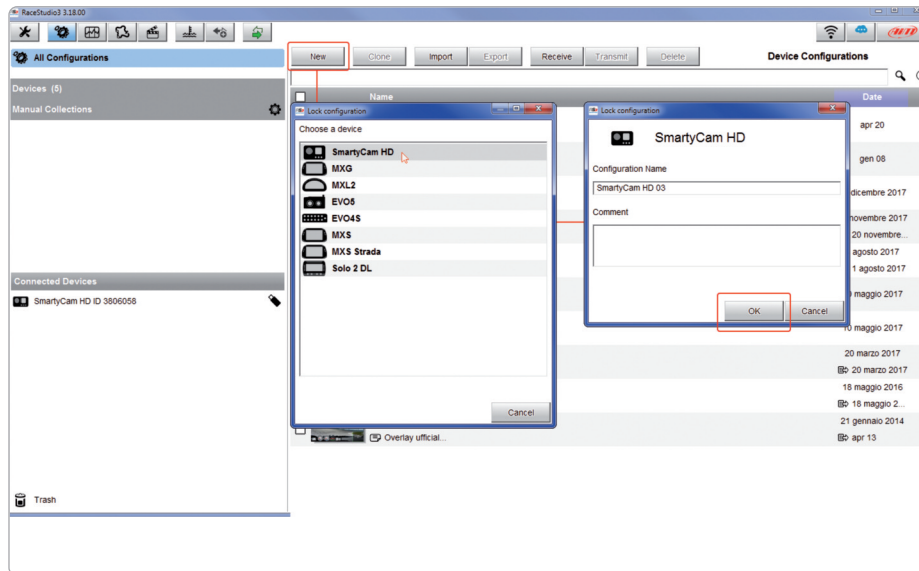 RaceStudio3 3.18.00
All Configurations
New
Clone
Import
Export
Receive
Transmit
Delete
Device Configurations
Devices (5)
Manual Collections
Name
Date
Lock configuration
Choose a device
SmartyCam HD
MXG
MXL2
EVO5
EVO4S
MXS
MXS Strada
Solo 2 DL
Cancel
Lock configuration
SmartyCam HD
Configuration Name
SmartyCam HD 03
Comment
OK
Cancel
apr 20
gen 08
dicembre 2017
novembre 2017
20 novembre...
agosto 2017
1 agosto 2017
maggio 2017
10 maggio 2017
20 marzo 2017
20 marzo 2017
18 maggio 2016
18 maggio 2...
21 gennaio 2014
apr 13
Overlay ufficial...
Connected Devices
SmartyCam HD ID 3806058
Trash